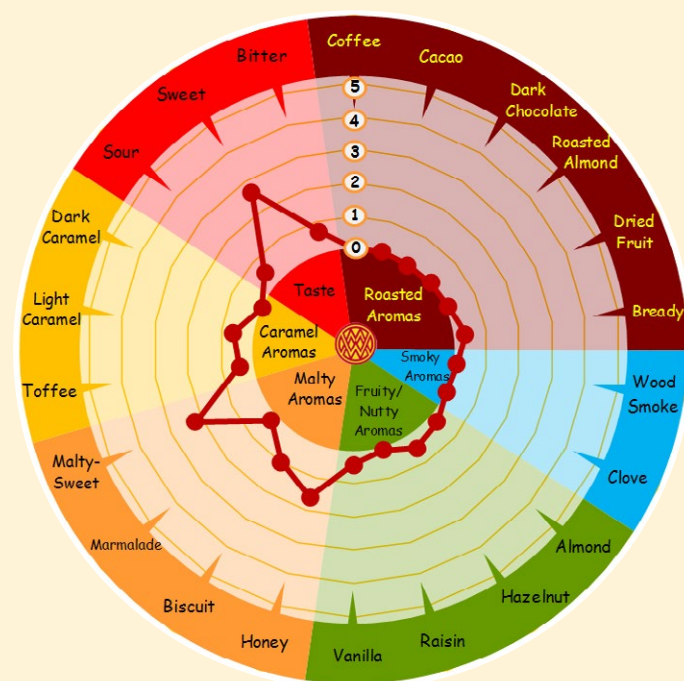 Coffee
Cacao
Dark
Chocolate
Roasted
Almond
Dried
Fruit
Bready
Wood
Smoke
Clove
Almond
Hazelnut
Raisin
Vanilla
Honey
Biscuit
Marmalade
Malty-
Sweet
Toffee
Light
Caramel
Dark
Caramel
Sour
Sweet
Bitter
5
4
3
2
1
0
Taste
Roasted
Aromas
Caramel
Aromas
Smoky
Aromas
Malty
Aromas
Fruity/
Nutty
Aromas